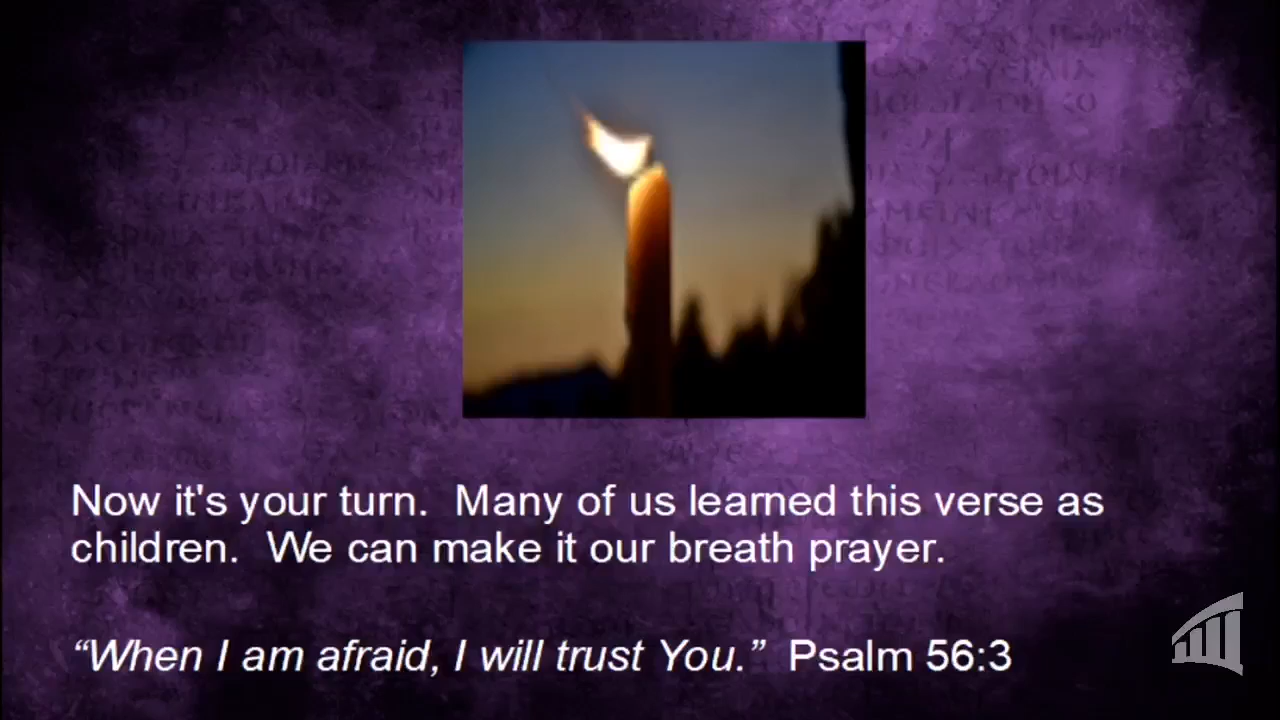 Now it's your turn.  Many of us learned this verse as
children.  We can make it our breath prayer.
“When I am afraid, I will trust You.”  Psalm 56:3